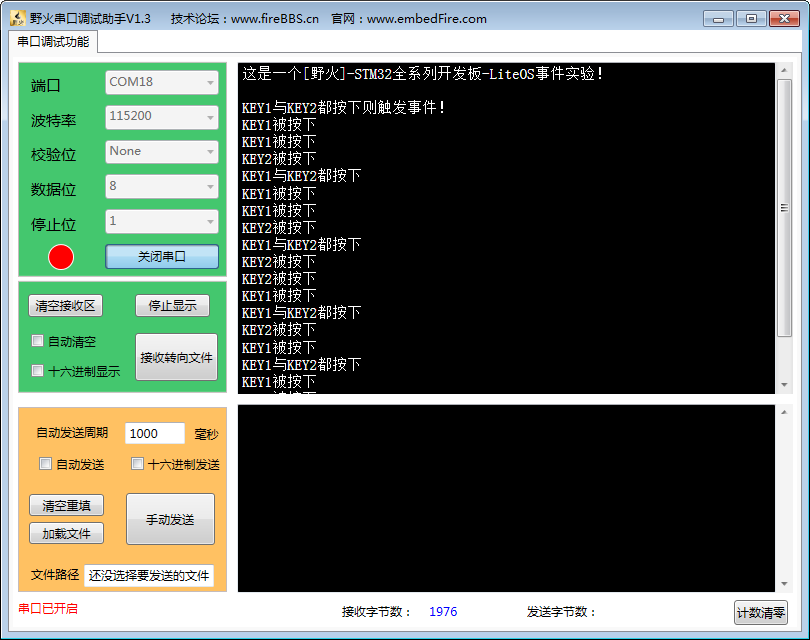 野火串口调试助手V1.3 技术论坛：www.fireBBS.cn 官网：www.embedFire.com
串口调试功能
端口 COM18
波特率 115200
校验位 None
数据位 8
停止位 1
关闭串口
清空接收区 停止显示
自动清空
接收转向文件
十六进制显示
这是一个[野火]-STM32全系列开发板-LiteOS事件实验！
KEY1与KEY2都按下则触发事件！
KEY1被按下
KEY1被按下
KEY2被按下
KEY1与KEY2都按下
KEY1被按下
KEY1被按下
KEY2被按下
KEY1与KEY2都按下
KEY2被按下
KEY2被按下
KEY1被按下
KEY1与KEY2都按下
KEY2被按下
KEY1被按下
KEY1与KEY2都按下
KEY1被按下
自动发送周期 1000 毫秒
自动发送 十六进制发送
清空重填
手动发送
加载文件
文件路径 还没选择要发送的文件
串口已开启 接收字节数： 1976 发送字节数： 计数清零